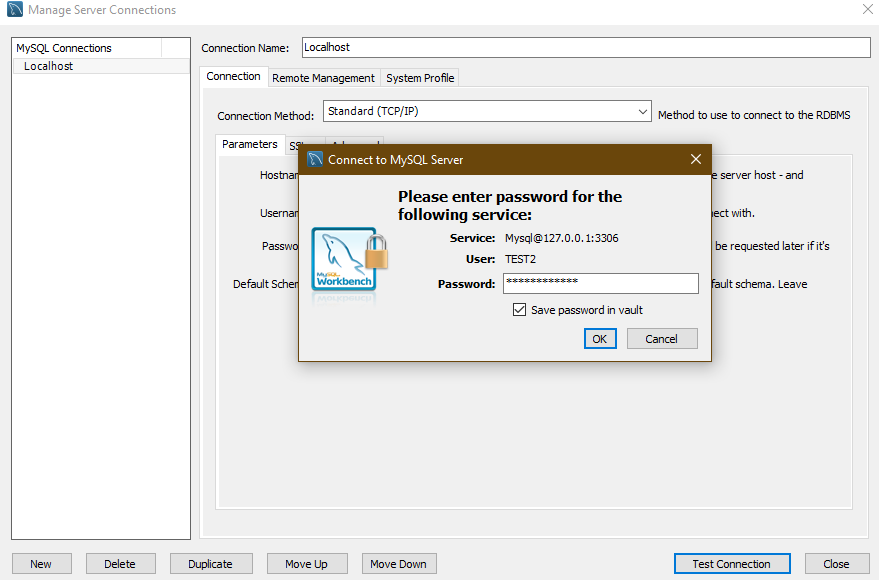 Manage Server Connections
MySQL Connections
Localhost
Connection Name: Localhost
Connection Remote Management System Profile
Connection Method: Standard (TCP/IP) Method to use to connect to the RDBMS
Parameters
Connect to MySQL Server
e server host - and
nect with.
be requested later if it's
Default fault schema. Leave
Please enter password for the
following service:
Service: Mysql@127.0.0.1:3306
User: TEST2
Password: ************
Save password in vault
OK Cancel
MySQL
Workbench
New Delete Duplicate Move Up Move Down Test Connection Close